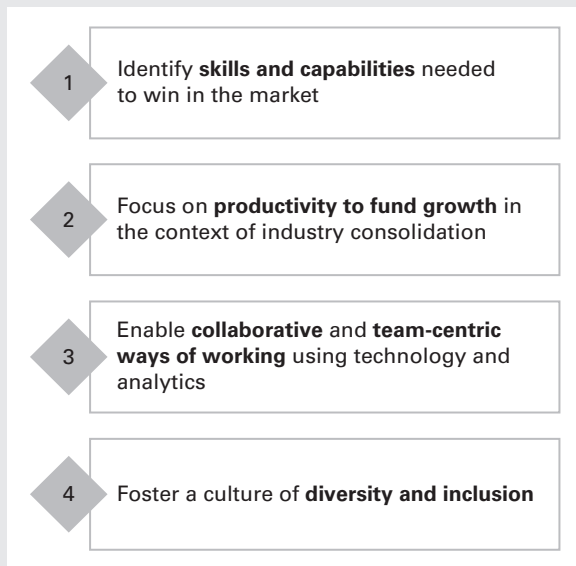 1
Identify skills and capabilities needed
to win in the market
2
Focus on productivity to fund growth in
the context of industry consolidation
3
Enable collaborative and team-centric
ways of working using technology and
analytics
4
Foster a culture of diversity and inclusion